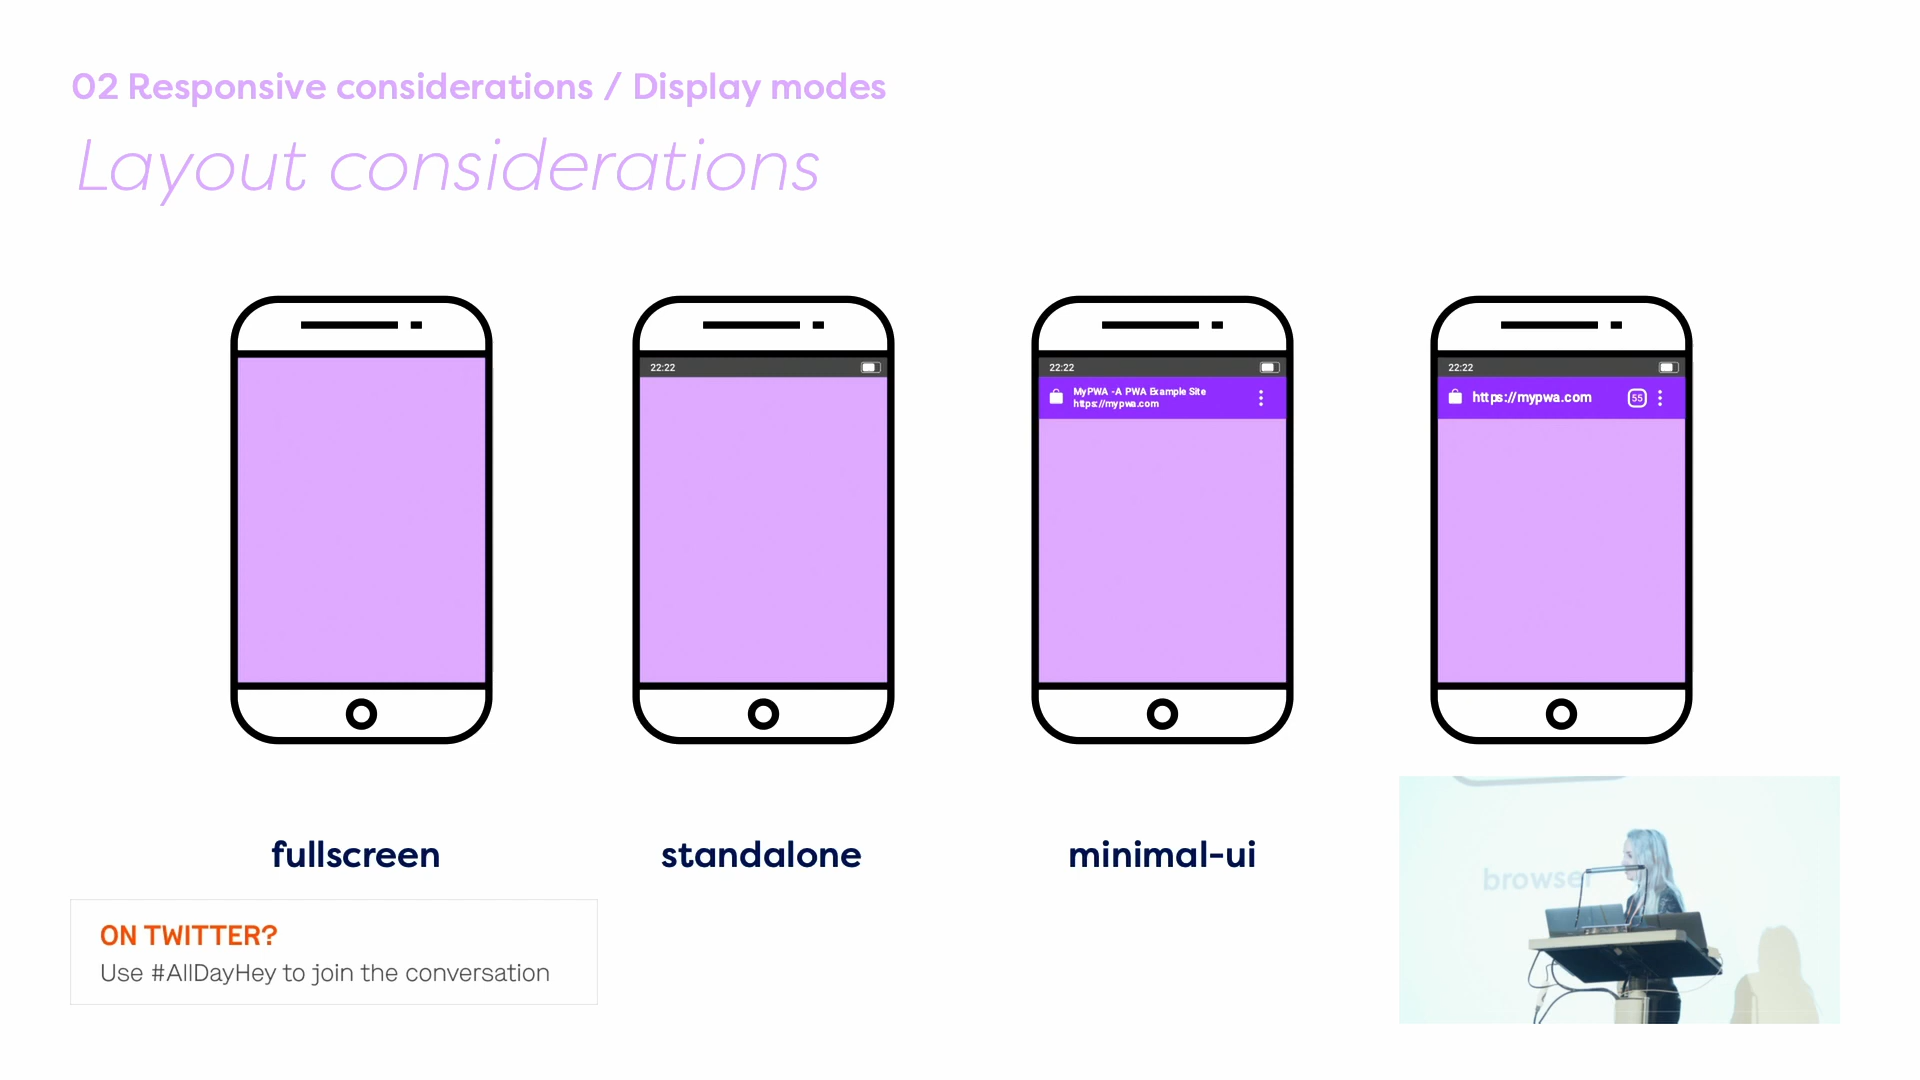 02 Responsive considerations / Display modes
Layout considerations
22:22
22:22
MyPWA -A PWA Example Site
https://mypwa.com
22:22
https://mypwa.com
55
fullscreen
standalone
minimal-ui
browser
ON TWITTER?
Use #AllDayHey to join the conversation